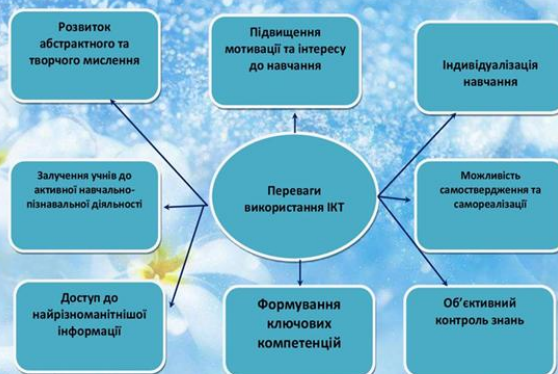 Розвиток
абстрактного та
творчого мислення
Підвищення
мотивації та інтересу
до навчання
Індивідуалізація
навчання
Залучення учнів до
активної навчально-
пізнавальної діяльності
Переваги
використання ІКТ
Можливість
самоствердження та
самореалізації
Доступ до
найрізноманітнішої
інформації
Формування
ключових
компетенцій
Об’єктивний
контроль знань